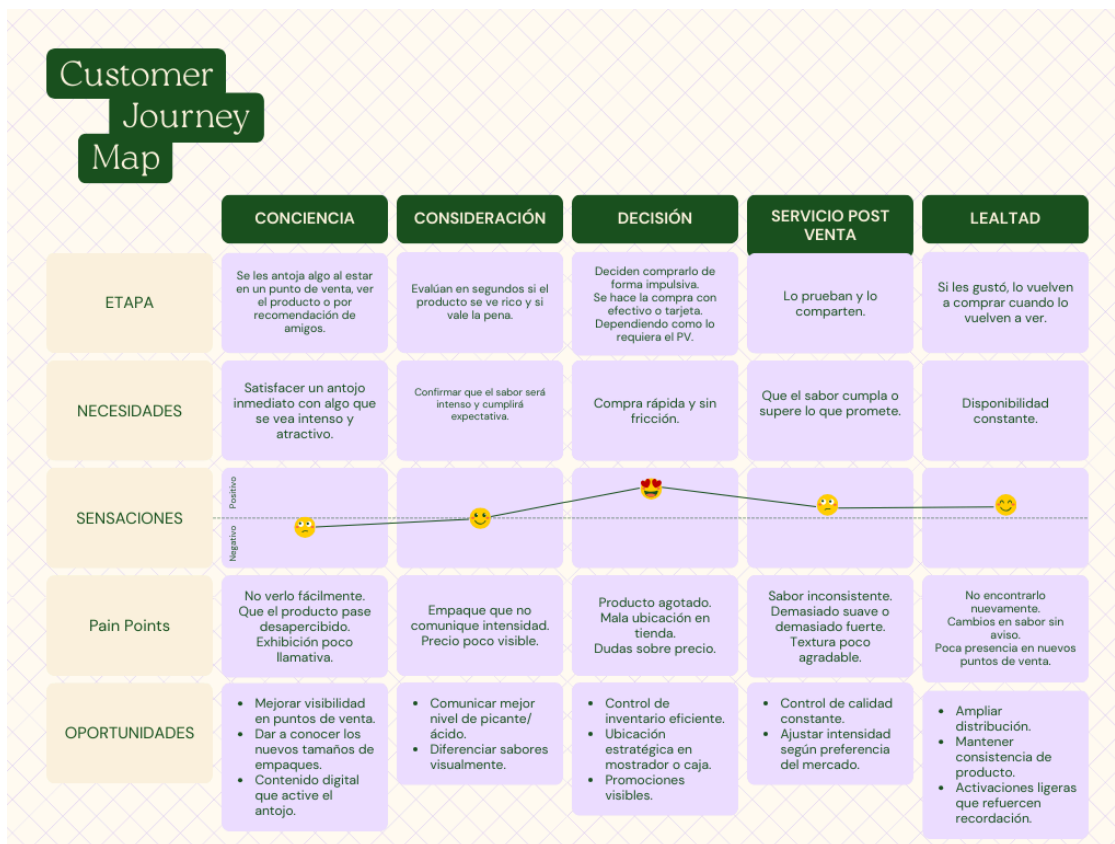 Customer
Journey
Map
CONCIENCIA
CONSIDERACIÓN
DECISIÓN
SERVICIO POST
VENTA
LEALTAD
ETAPA
Se les antoja algo al estar
en un punto de venta, ver
el producto o por
recomendación de
amigos.
Evalúan en segundos si el
producto se ve rico y si
vale la pena.
Deciden comprarlo de
forma impulsiva.
Se hace la compra con
efectivo o tarjeta.
Dependiendo como lo
requiera el PV.
Lo prueban y lo
comparten.
Si les gustó, lo vuelven
a comprar cuando lo
vuelven a ver.
NECESIDADES
Satisfacer un antojo
inmediato con algo que
se vea intenso y
atractivo.
Confirmar que el sabor será
intenso y cumplirá
expectativa.
Compra rápida y sin
fricción.
Que el sabor cumpla o
supere lo que promete.
Disponibilidad
constante.
SENSACIONES
Positivo
Negativo
Pain Points
No verlo fácilmente.
Que el producto pase
desapercibido.
Exhibición poco
llamativa.
Empaque que no
comunique intensidad.
Precio poco visible.
Producto agotado.
Mala ubicación en
tienda.
Dudas sobre precio.
Sabor inconsistente.
Demasiado suave o
demasiado fuerte.
Textura poco
agradable.
No encontrarlo
nuevamente.
Cambios en sabor sin
aviso.
Poca presencia en nuevos
puntos de venta.
OPORTUNIDADES
• Mejorar visibilidad
en puntos de venta.
• Dar a conocer los
nuevos tamaños de
empaques.
• Contenido digital
que active el
antojo.
• Comunicar mejor
nivel de picante/
ácido.
• Diferenciar sabores
visualmente.
• Control de
inventario eficiente.
• Ubicación
estratégica en
mostrador o caja.
• Promociones
visibles.
• Control de calidad
constante.
• Ajustar intensidad
según preferencia
del mercado.
• Ampliar
distribución.
• Mantener
consistencia de
producto.
• Activaciones ligeras
que refuercen
recordación.